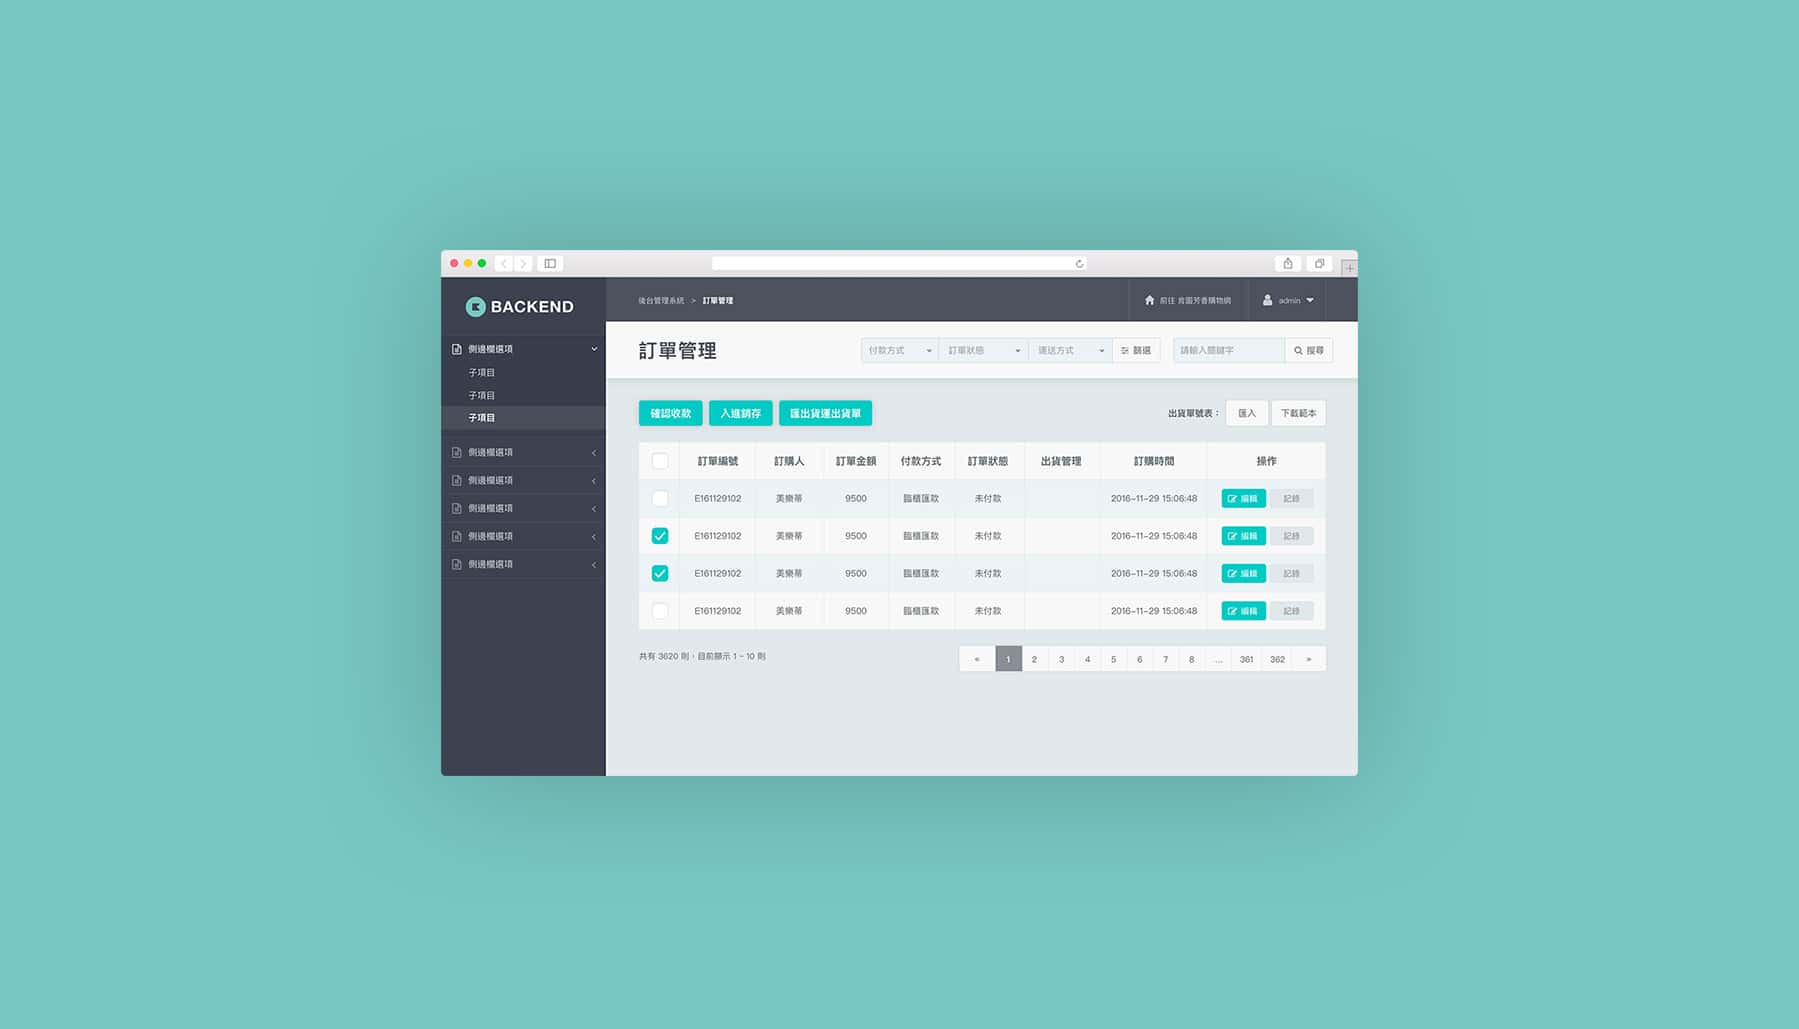 BACKEND
後台管理系統 > 訂單管理
前往 肯園芳香購物網
admin
側邊欄選項
子項目
子項目
子項目
側邊欄選項
側邊欄選項
側邊欄選項
側邊欄選項
側邊欄選項
訂單管理
付款方式 訂單狀態 運送方式 篩選 請輸入關鍵字 搜尋
確認收款 入進銷存 匯出貨運出貨單 出貨單號表： 匯入 下載範本
訂單編號 訂購人 訂單金額 付款方式 訂單狀態 出貨管理 訂購時間 操作
E161129102 美樂蒂 9500 臨櫃匯款 未付款 2016-11-29 15:06:48 編輯 記錄
E161129102 美樂蒂 9500 臨櫃匯款 未付款 2016-11-29 15:06:48 編輯 記錄
E161129102 美樂蒂 9500 臨櫃匯款 未付款 2016-11-29 15:06:48 編輯 記錄
E161129102 美樂蒂 9500 臨櫃匯款 未付款 2016-11-29 15:06:48 編輯 記錄
共有 3620 則，目前顯示 1 - 10 則
« 1 2 3 4 5 6 7 8 ... 361 362 »